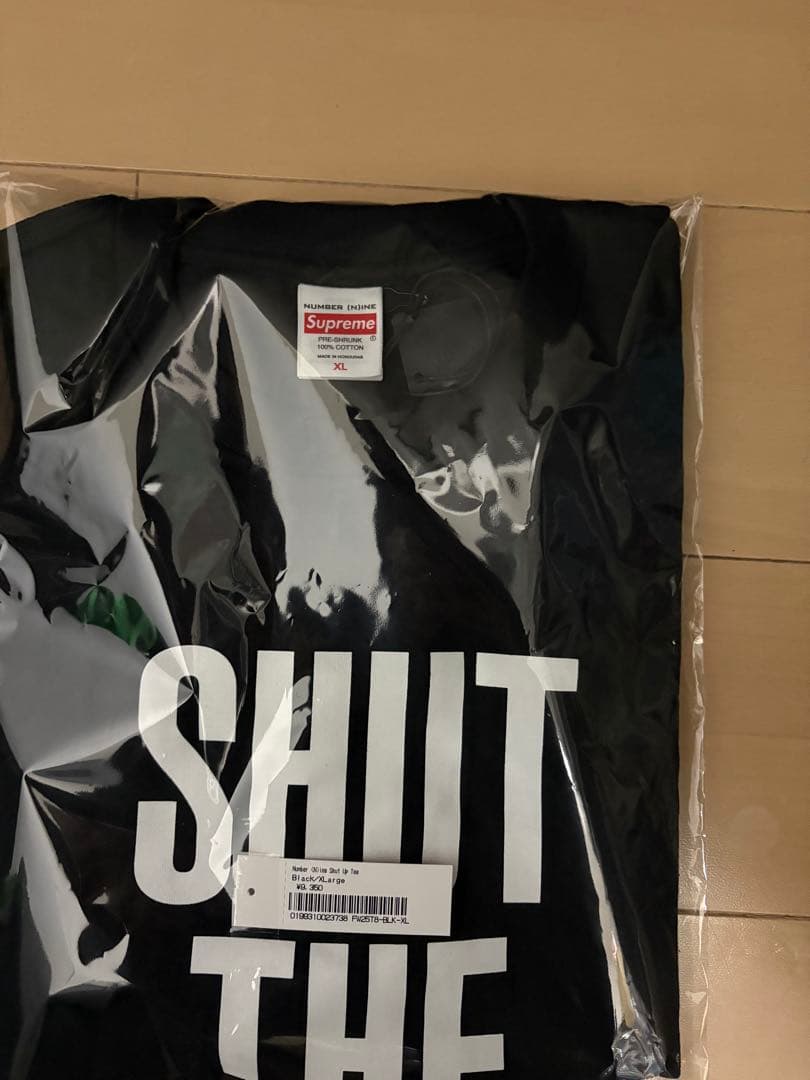 NUMBER (N)INE
Supreme
®
PRE-SHRUNK
100% COTTON
MADE IN HONDURAS
XL
SHUT
Number (N)ine Shut Up Tee
Black/XLarge
¥9,350
0199310023738 FW25T8-BLK-XL
THE